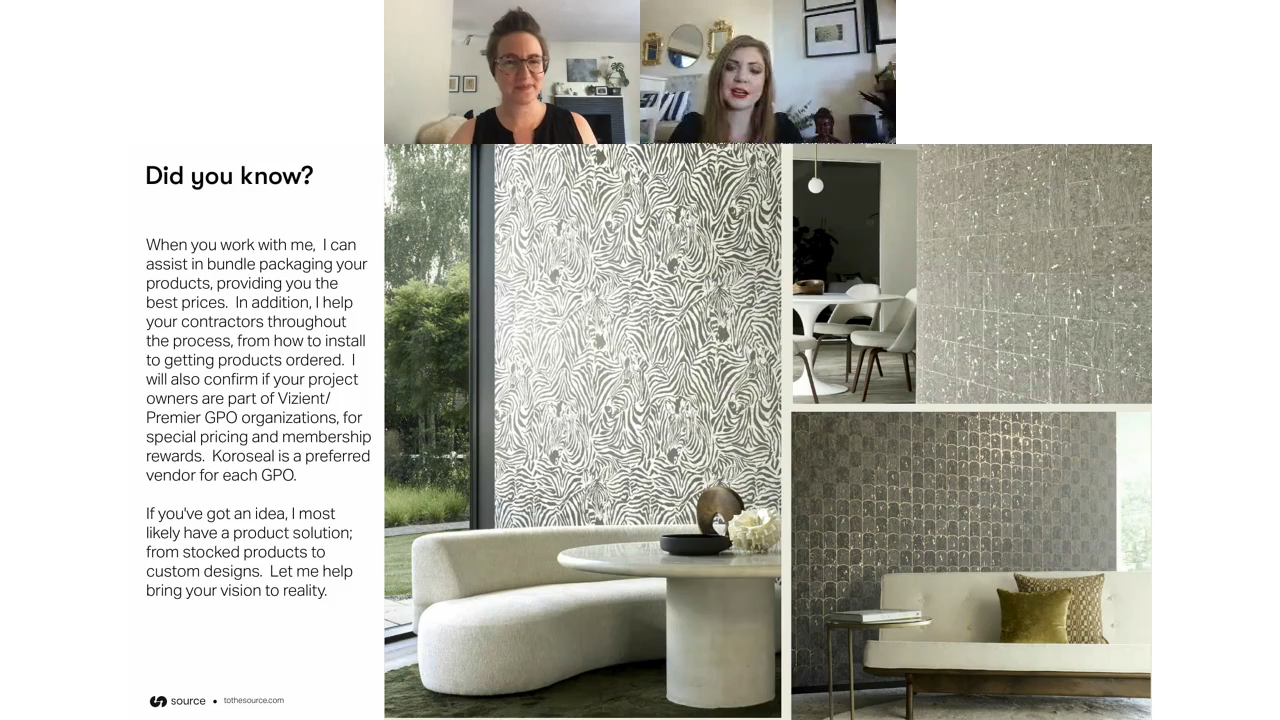 Did you know?
When you work with me,  I can
assist in bundle packaging your
products, providing you the
best prices.  In addition, I help
your contractors throughout
the process, from how to install
to getting products ordered.  I
will also confirm if your project
owners are part of Vizient/
Premier GPO organizations, for
special pricing and membership
rewards.  Koroseal is a preferred
vendor for each GPO.
If you've got an idea, I most
likely have a product solution;
from stocked products to
custom designs.  Let me help
bring your vision to reality.
source • tothesource.com